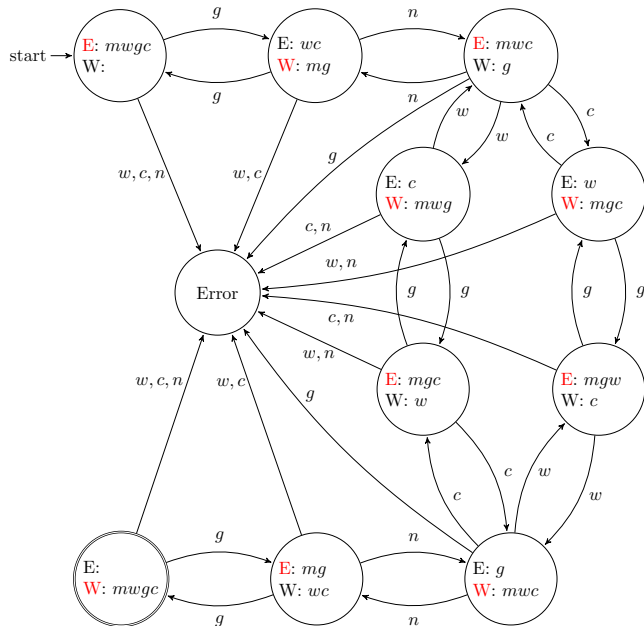 g
n
E: mwgc
W:
E: wc
W: mg
E: mwc
W: g
start
g
n
c
w
w
c
g
w, c, n
w, c
E: c
W: mwg
E: w
W: mgc
c, n
w, n
Error
g
g
g
g
c, n
w, n
E: mgc
W: w
E: mgw
W: c
w, c, n
w, c
g
c
w
c
w
g
n
E:
W: mwgc
E: mg
W: wc
E: g
W: mwc
g
n